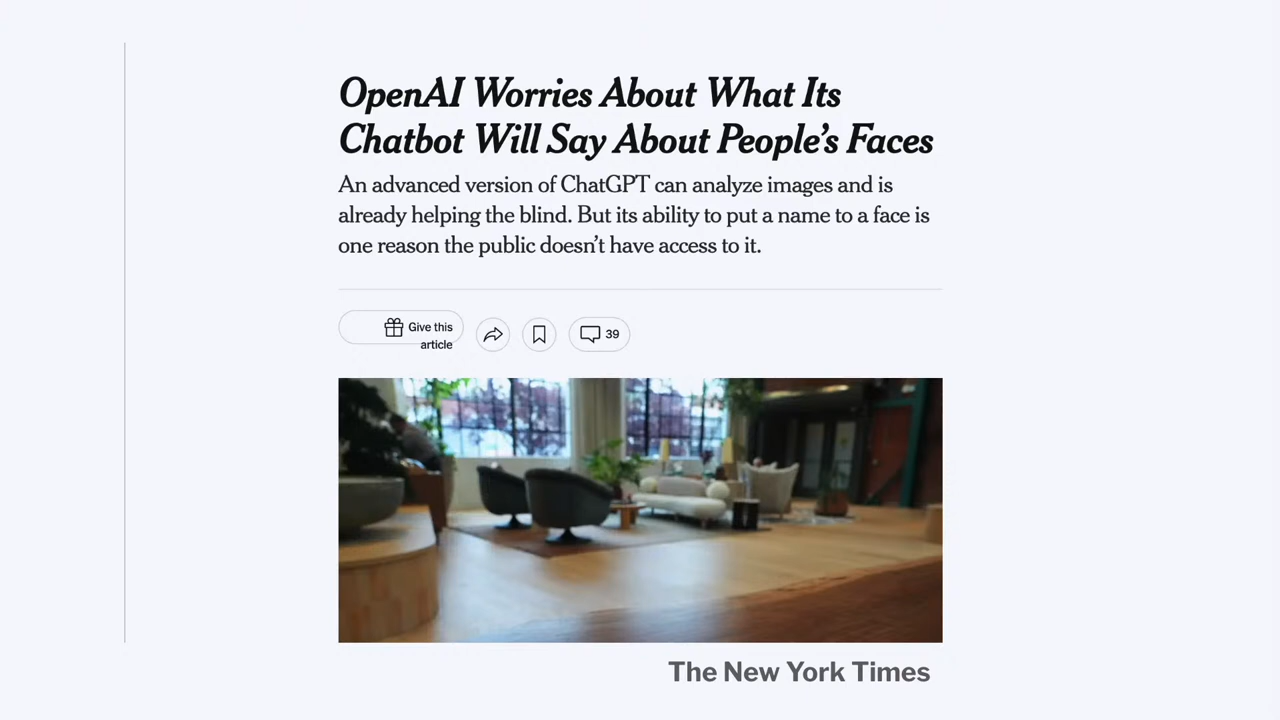 OpenAI Worries About What Its
Chatbot Will Say About People’s Faces
An advanced version of ChatGPT can analyze images and is
already helping the blind. But its ability to put a name to a face is
one reason the public doesn’t have access to it.
Give this
article
39
The New York Times